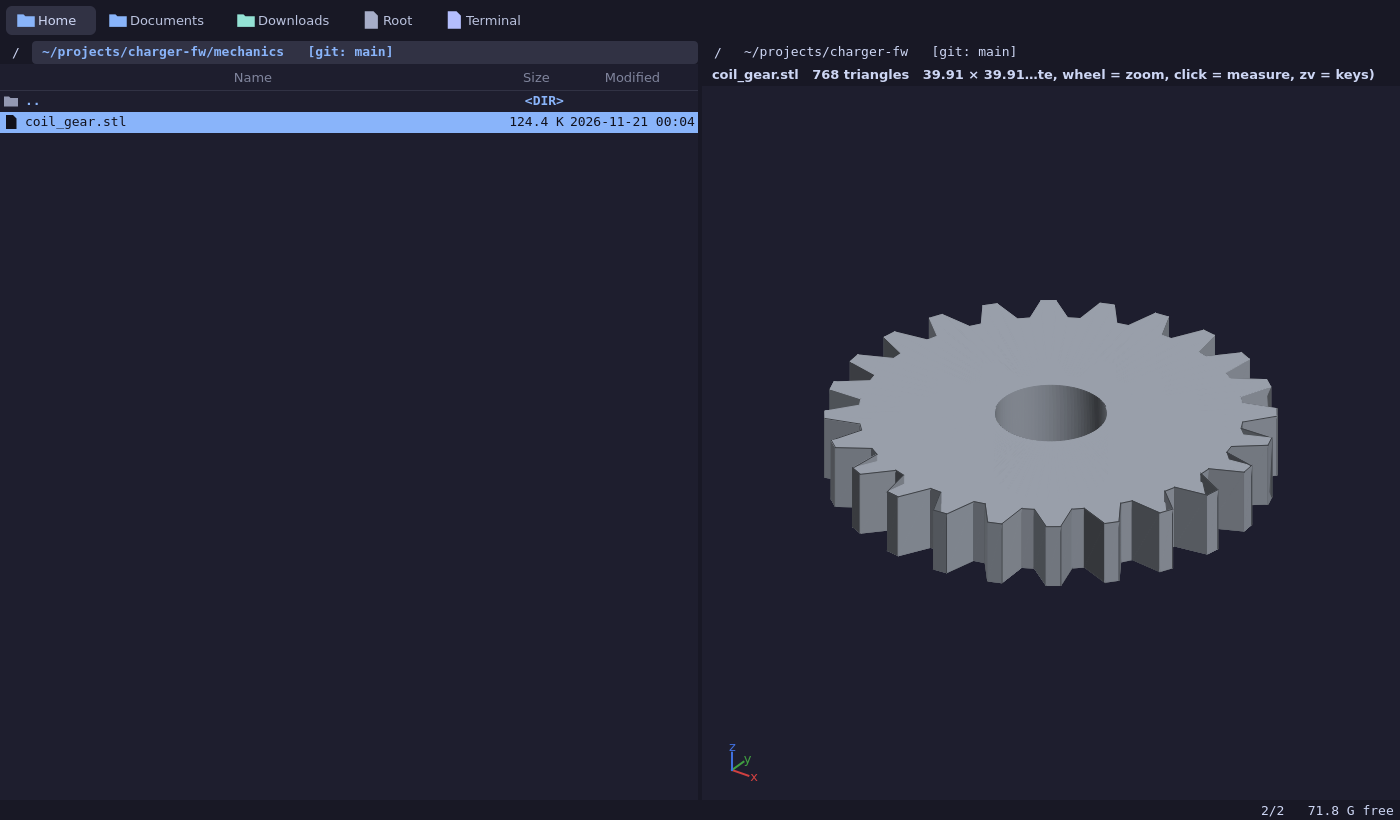 Home Documents Downloads Root Terminal
/ ~/projects/charger-fw/mechanics [git: main]
Name Size Modified
.. <DIR>
coil_gear.stl 124.4 K 2026-11-21 00:04
/ ~/projects/charger-fw [git: main]
coil_gear.stl 768 triangles 39.91 × 39.91…te, wheel = zoom, click = measure, zv = keys)
z
y
x
2/2 71.8 G free